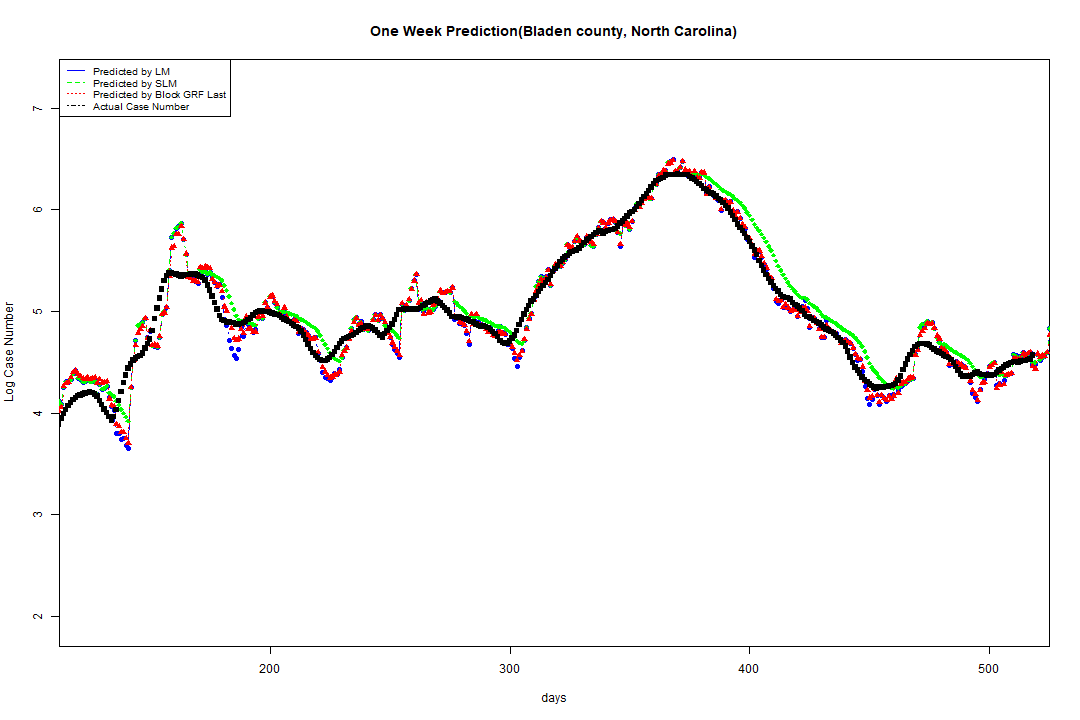 One Week Prediction(Bladen county, North Carolina)
Predicted by LM
Predicted by SLM
Predicted by Block GRF Last
Actual Case Number
7
6
5
4
3
2
Log Case Number
200 300 400 500
days